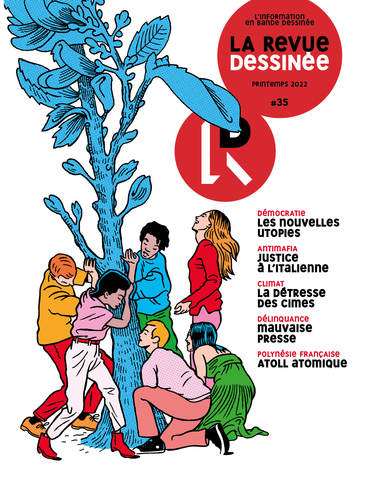 L'INFORMATION
EN BANDE DESSINÉE
LA REVUE
DESSINÉE
PRINTEMPS 2022
#35
DÉMOCRATIE
LES NOUVELLES
UTOPIES
ANTIMAFIA
JUSTICE
À L'ITALIENNE
CLIMAT
LA DÉTRESSE
DES CIMES
DÉLINQUANCE
MAUVAISE
PRESSE
POLYNÉSIE FRANÇAISE
ATOLL ATOMIQUE